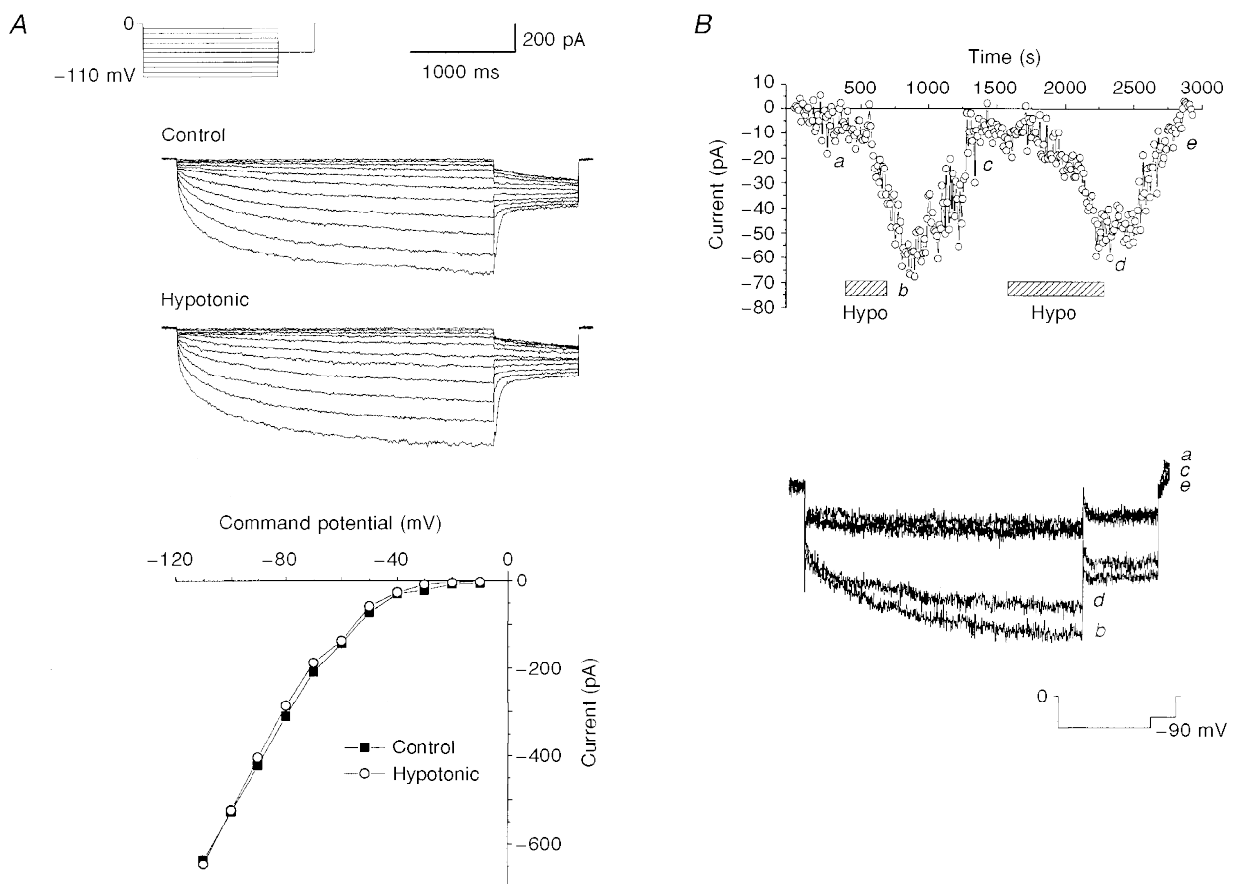 A
0
−110 mV
200 pA
1000 ms
Control
Hypotonic
Command potential (mV)
−120
−80
−40
0
0
−200
−400
−600
Current (pA)
Control
Hypotonic
B
Time (s)
500
1000
1500
2000
2500
3000
10
0
−10
−20
−30
−40
−50
−60
−70
−80
Current (pA)
a
b
c
d
e
Hypo
Hypo
a
c
e
d
b
0
−90 mV